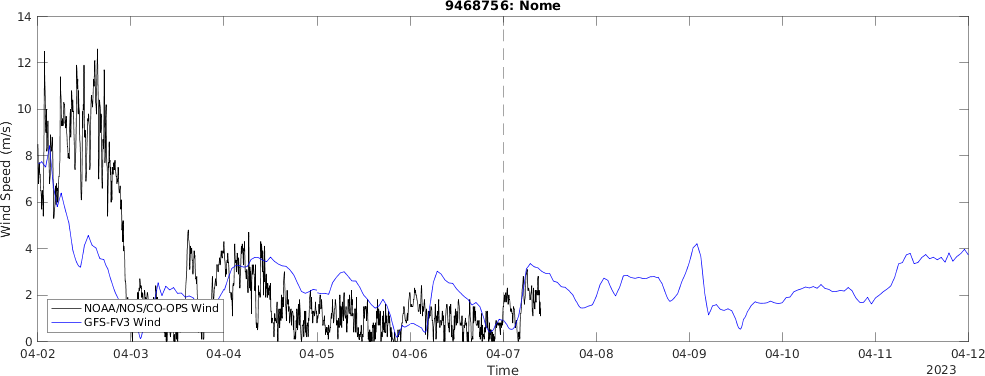 9468756: Nome
14
12
10
8
6
4
2
0
Wind Speed (m/s)
NOAA/NOS/CO-OPS Wind
GFS-FV3 Wind
04-02 04-03 04-04 04-05 04-06 04-07 04-08 04-09 04-10 04-11 04-12
Time
2023